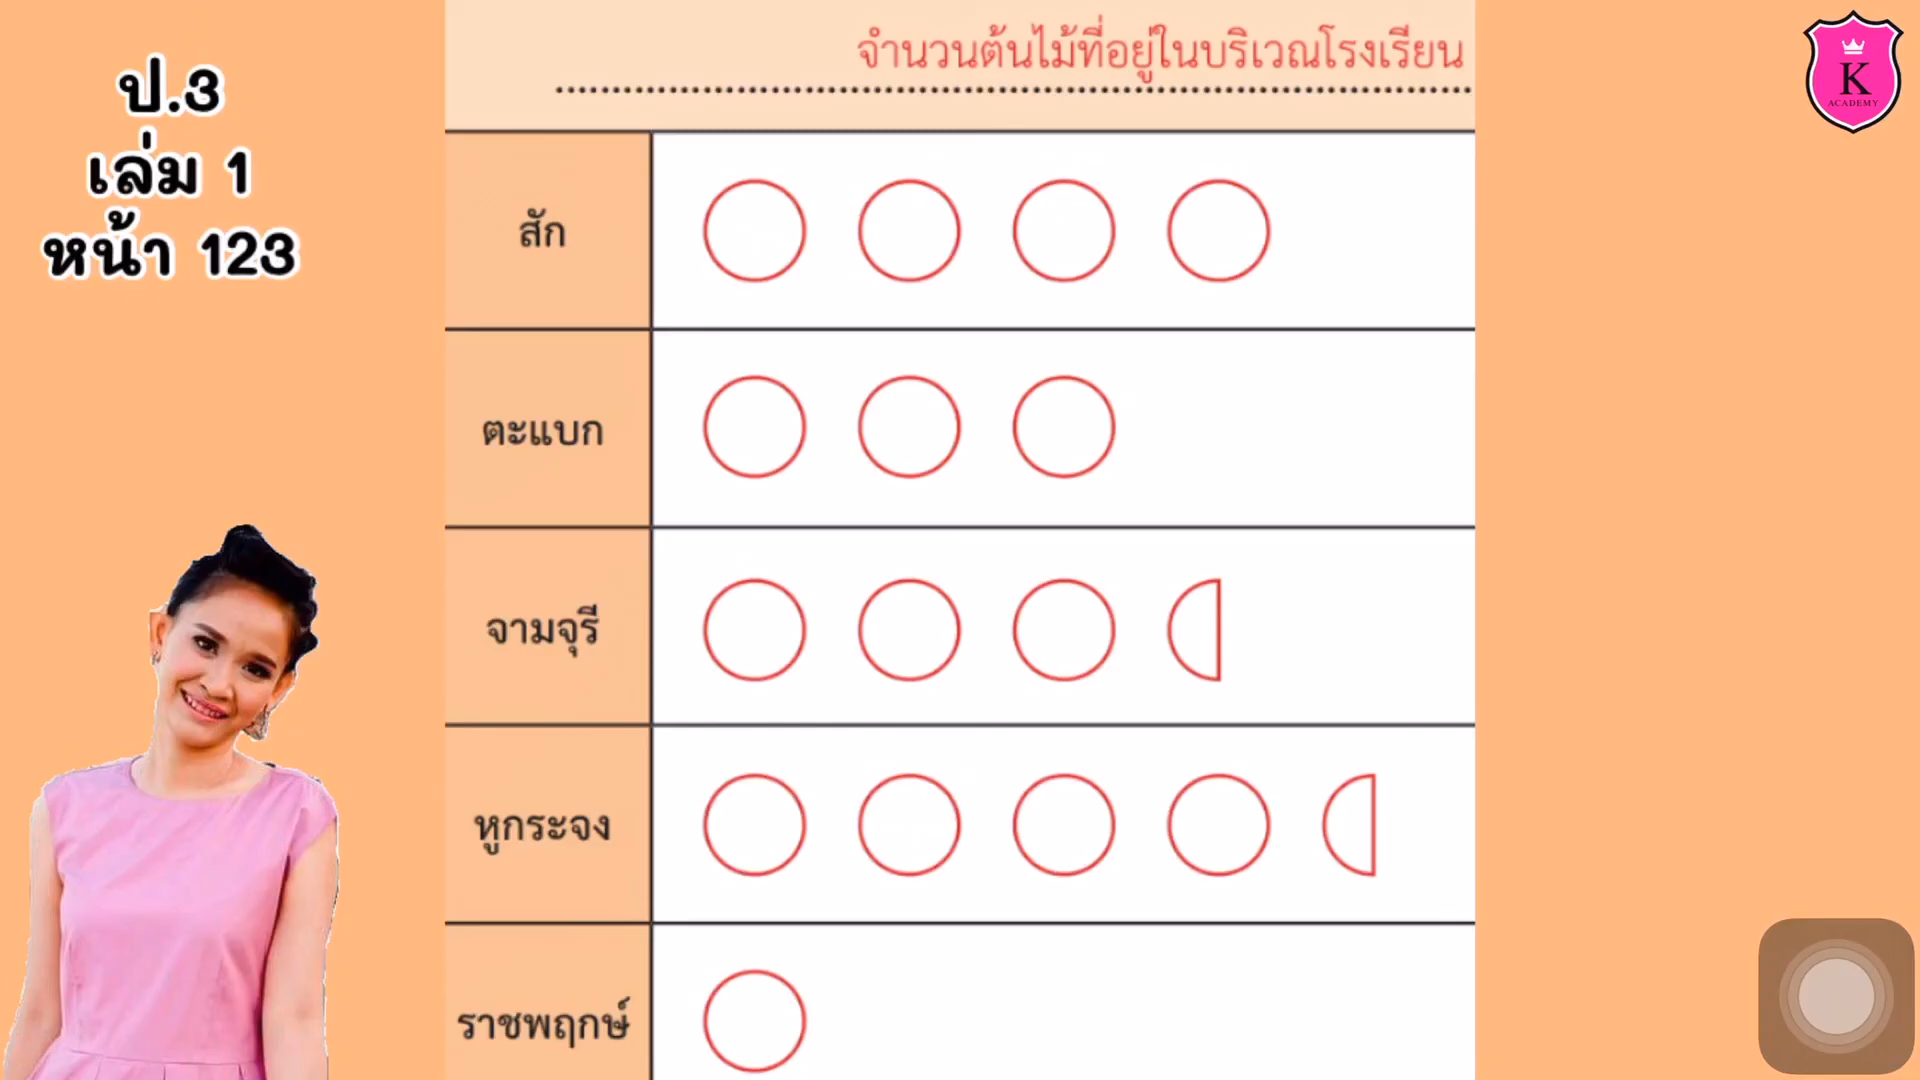 ป.3
เล่ม 1
หน้า 123
จำนวนต้นไม้ที่อยู่ในบริเวณโรงเรียน
สัก
ตะแบก
จามจุรี
หูกระจง
ราชพฤกษ์
K
ACADEMY